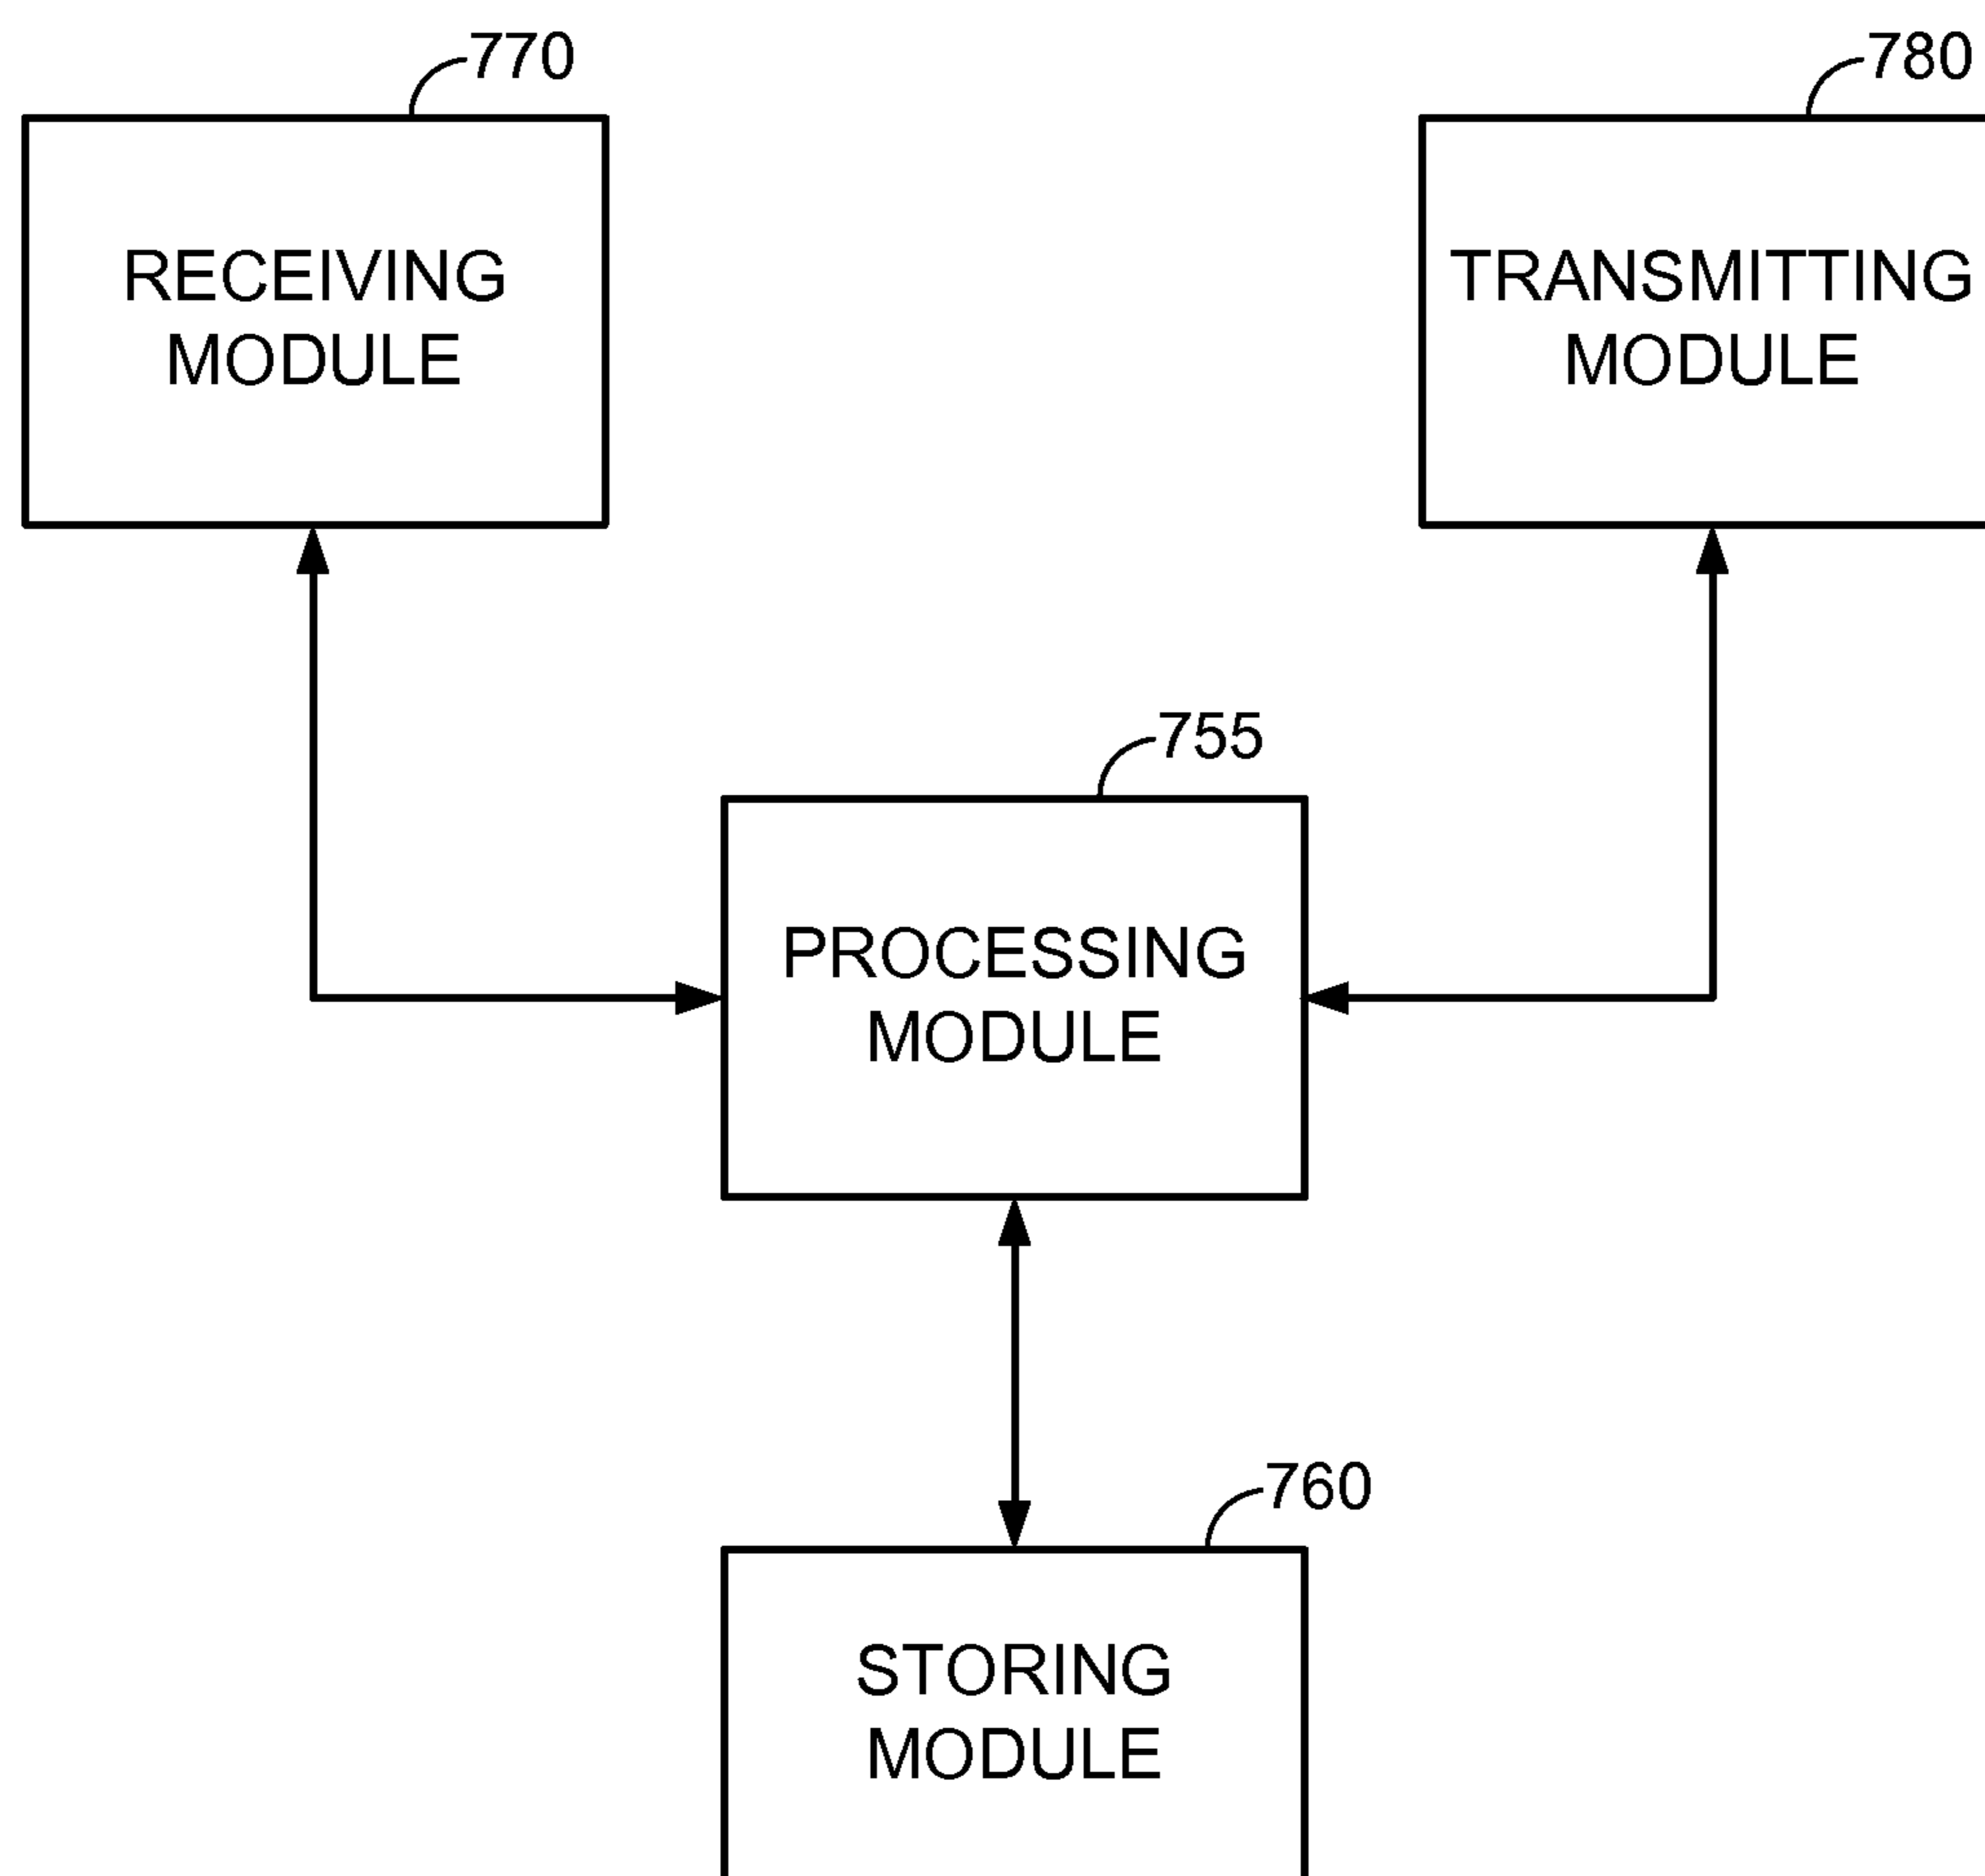 770
780
RECEIVING
MODULE
TRANSMITTING
MODULE
755
PROCESSING
MODULE
760
STORING
MODULE